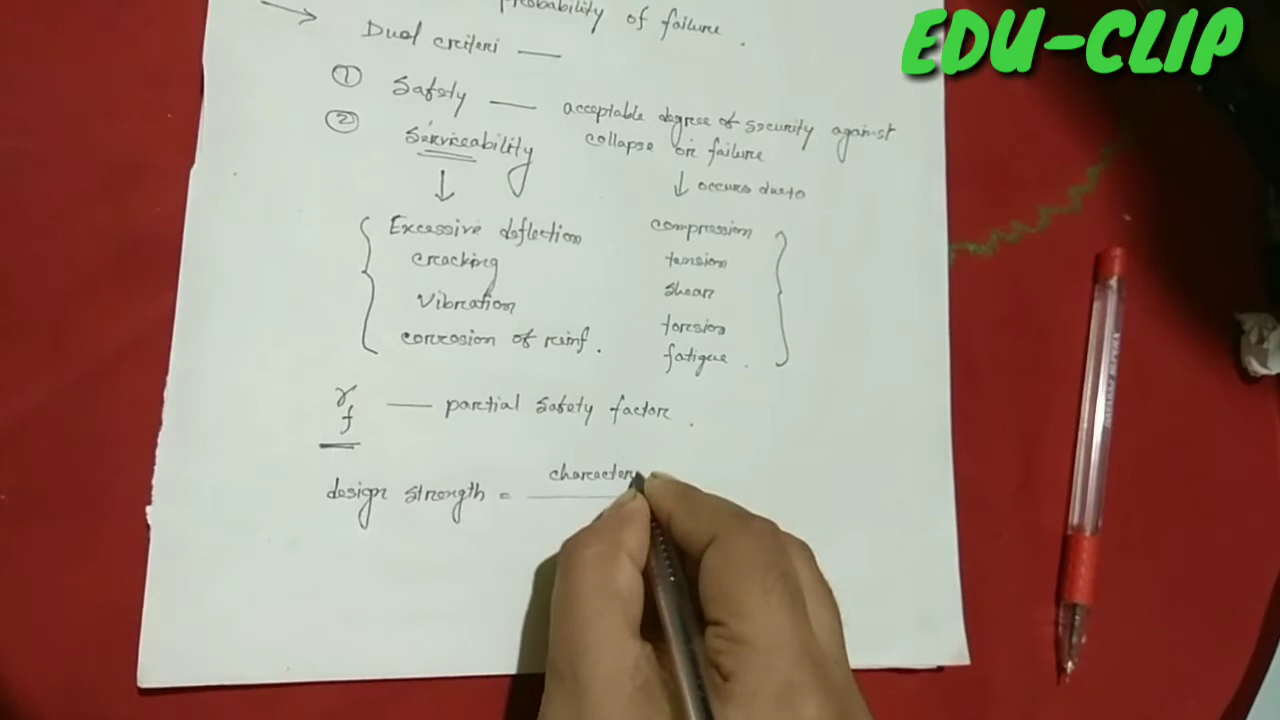 EDU-CLIP
probability of failure .
Dual criteri —
① Safety — acceptable degree of security against
collapse or failure
② Serviceability
↓ occurs due to
Excessive deflection compression
cracking tension
Vibration shear
corrosion of reinf. torsion
fatigue .
γf — partial safety factor .
design strength = character